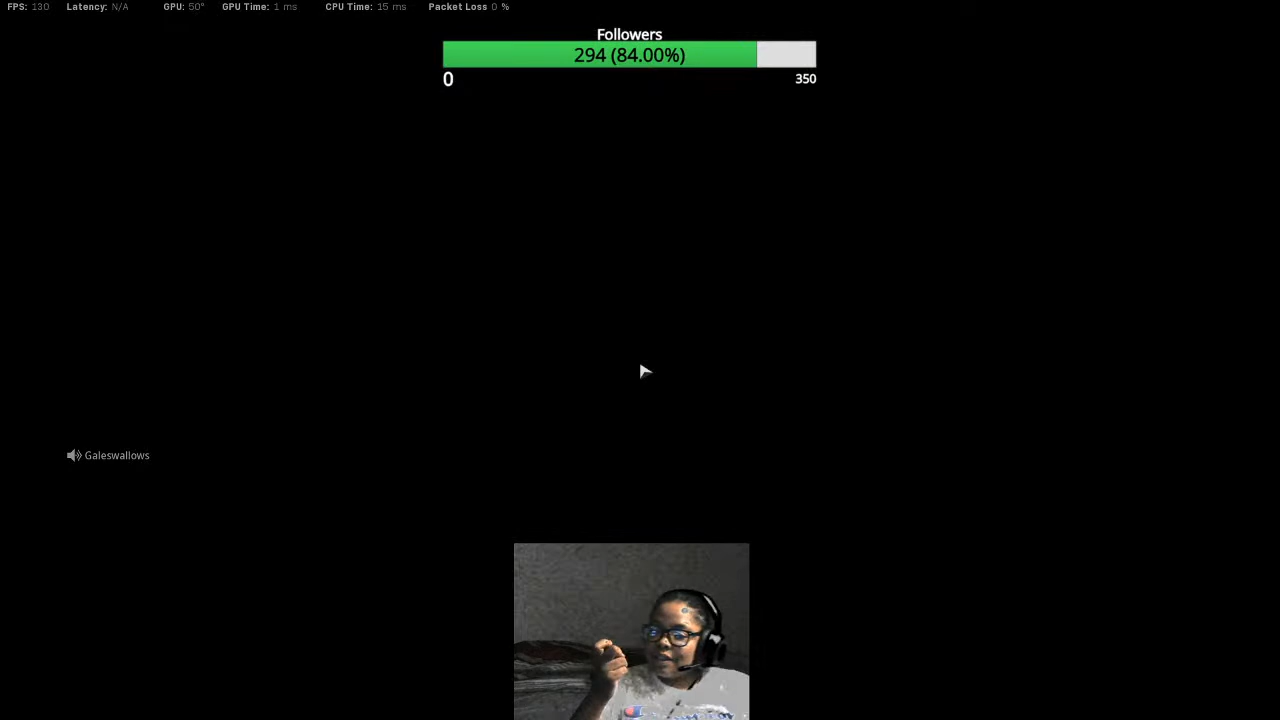 FPS: 130 Latency: N/A GPU: 50° GPU Time: 1 ms CPU Time: 15 ms Packet Loss 0 %
Followers
294 (84.00%)
0 350
Galeswallows